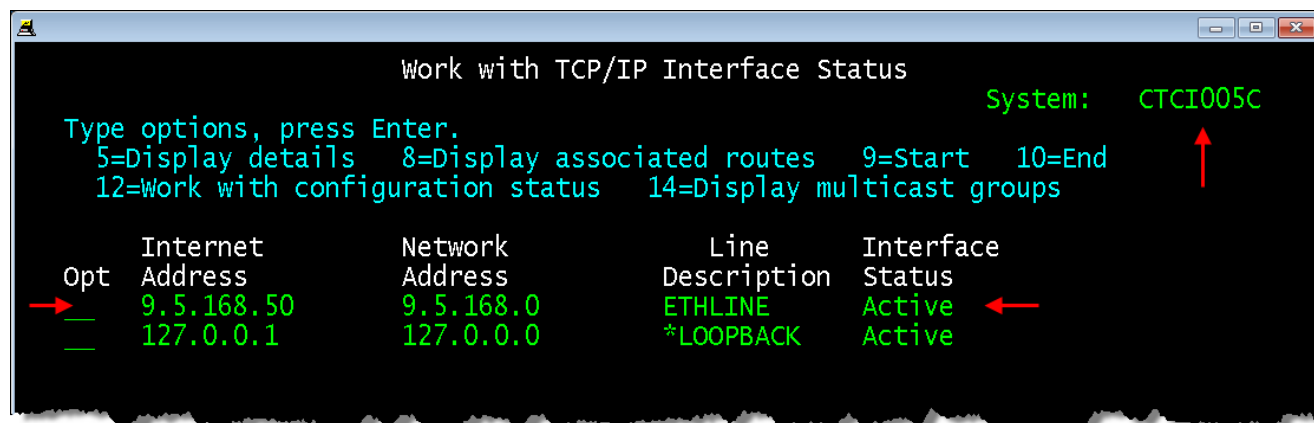 Work with TCP/IP Interface Status
System: CTCI005C
Type options, press Enter.
5=Display details 8=Display associated routes 9=Start 10=End
12=Work with configuration status 14=Display multicast groups
Internet Network Line Interface
Opt Address Address Description Status
__ 9.5.168.50 9.5.168.0 ETHLINE Active
__ 127.0.0.1 127.0.0.0 *LOOPBACK Active